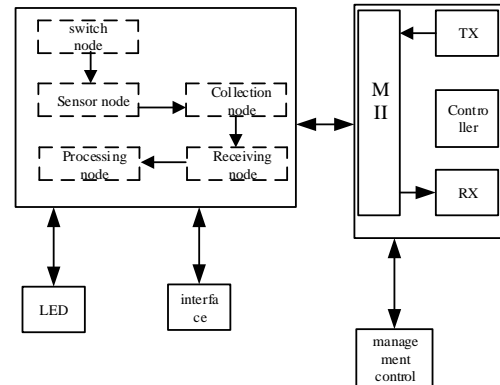 switch
node
Sensor node
Collection
node
Processing
node
Receiving
node
LED
interfa
ce
M
II
TX
Contro
ller
RX
manage
ment
control